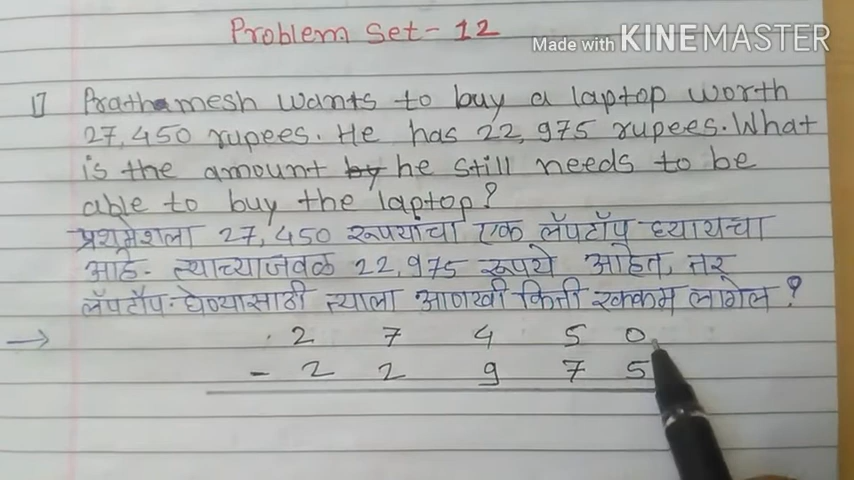 Problem Set - 12
Made with KINEMASTER
1] Prathamesh wants to buy a laptop worth
27,450 rupees. He has 22,975 rupees. What
is the amount by he still needs to be
able to buy the laptop?
प्रथमेशला 27,450 रूपयांचा एक लॅपटॉप घ्यायचा
आहे. त्याच्याजवळ 22,975 रूपये आहेत, तर
लॅपटॉप घेण्यासाठी त्याला आणखी किती रक्कम लागेल?
→ 2 7 4 5 0
- 2 2 9 7 5